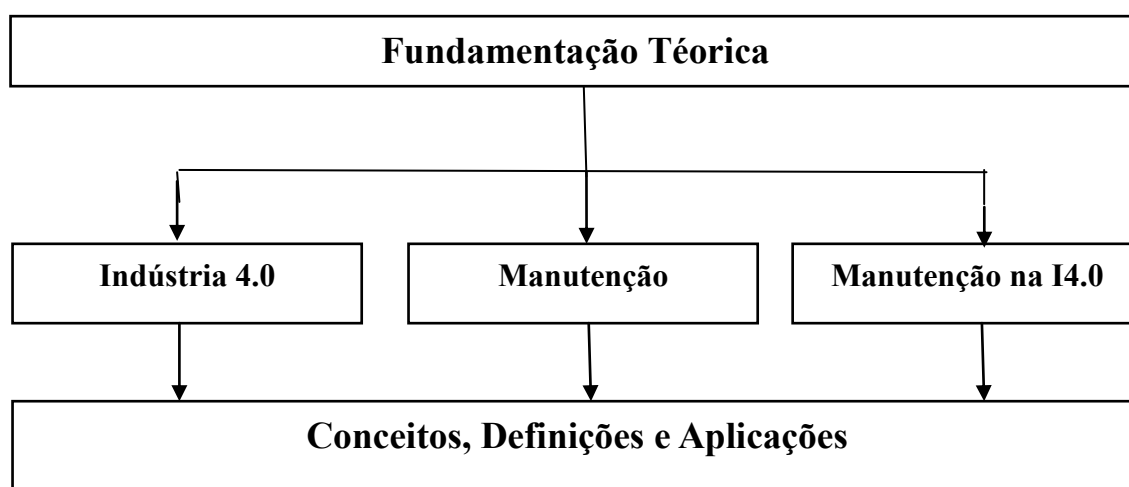 Fundamentação Téorica
Indústria 4.0
Manutenção
Manutenção na I4.0
Conceitos, Definições e Aplicações